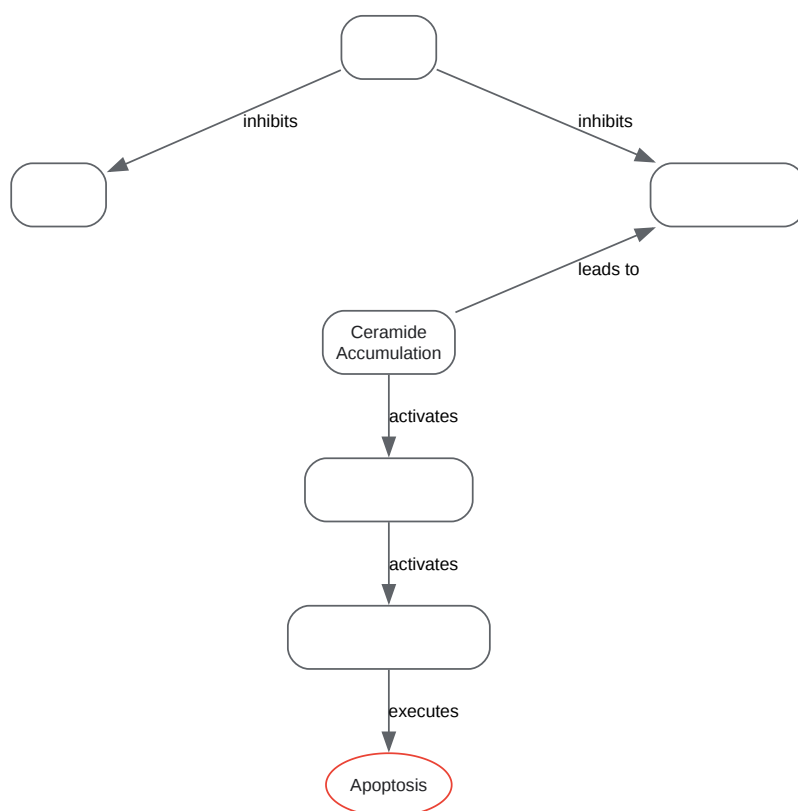 inhibits
inhibits
leads to
Ceramide
Accumulation
activates
activates
executes
Apoptosis